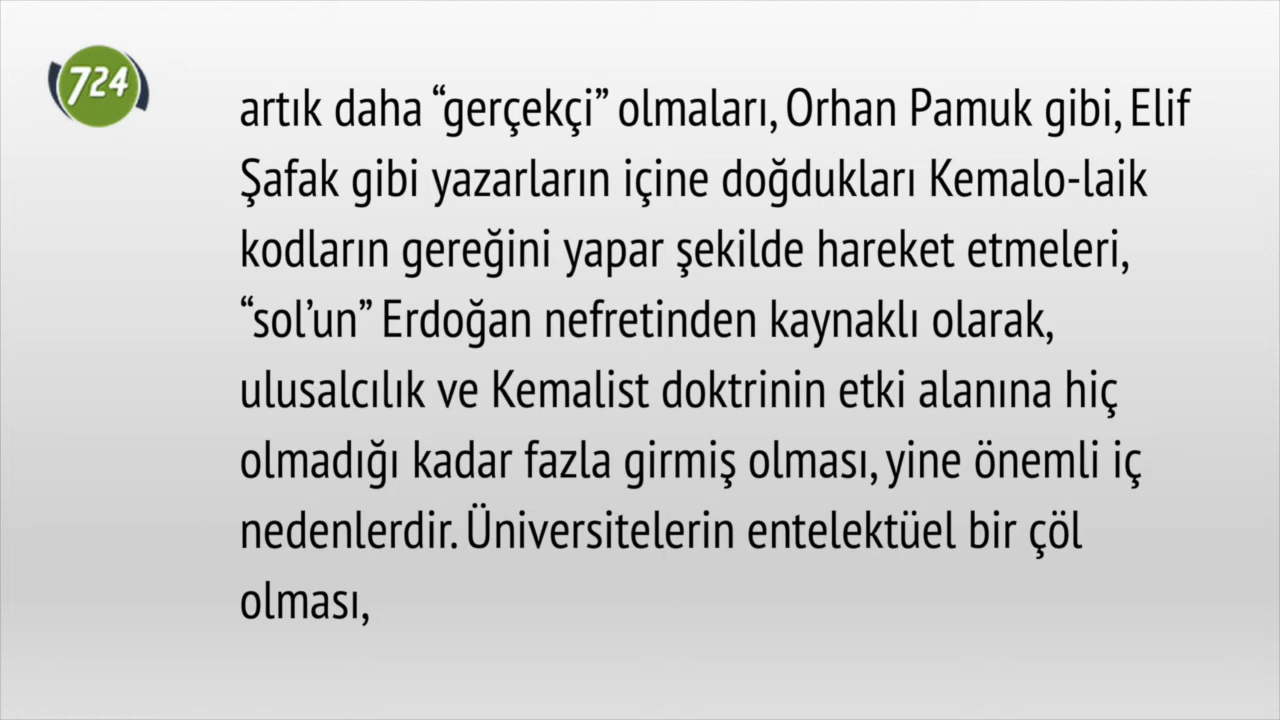 724
artık daha “gerçekçi” olmaları, Orhan Pamuk gibi, Elif
Şafak gibi yazarların içine doğdukları Kemalo-laik
kodların gereğini yapar şekilde hareket etmeleri,
“sol’un” Erdoğan nefretinden kaynaklı olarak,
ulusalcılık ve Kemalist doktrinin etki alanına hiç
olmadığı kadar fazla girmiş olması, yine önemli iç
nedenlerdir. Üniversitelerin entelektüel bir çöl
olması,